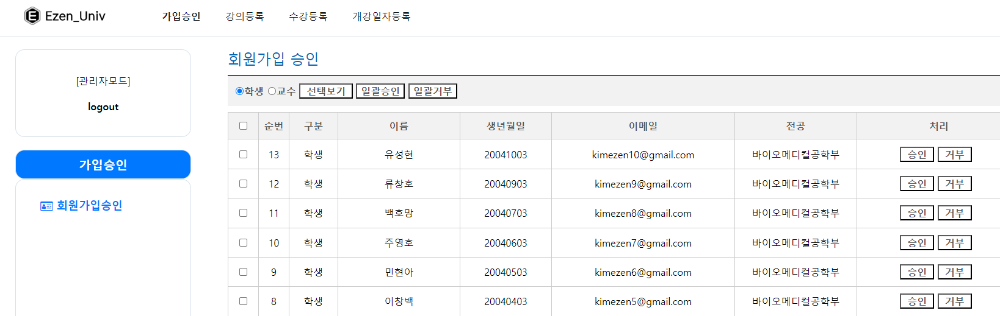 Ezen_Univ 가입승인 강의등록 수강등록 개강일자등록
[관리자모드]
logout
가입승인
회원가입승인
회원가입 승인
학생 교수 선택보기 일괄승인 일괄거부
순번 구분 이름 생년월일 이메일 전공 처리
13 학생 유성현 20041003 kimezen10@gmail.com 바이오메디컬공학부 승인 거부
12 학생 류창호 20040903 kimezen9@gmail.com 바이오메디컬공학부 승인 거부
11 학생 백호망 20040703 kimezen8@gmail.com 바이오메디컬공학부 승인 거부
10 학생 주영호 20040603 kimezen7@gmail.com 바이오메디컬공학부 승인 거부
9 학생 민현아 20040503 kimezen6@gmail.com 바이오메디컬공학부 승인 거부
8 학생 이창백 20040403 kimezen5@gmail.com 바이오메디컬공학부 승인 거부